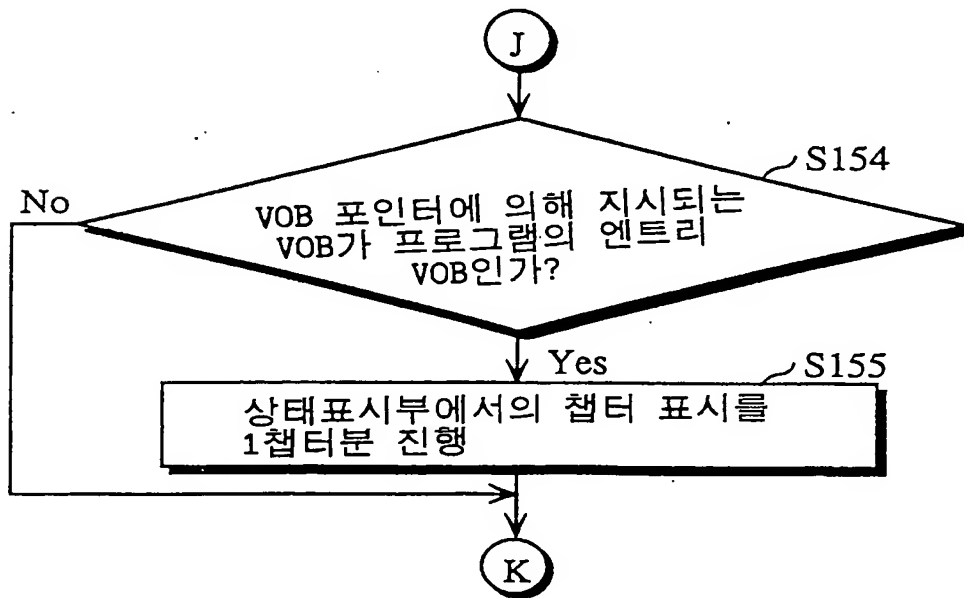 J
S154
No
VOB 포인터에 의해 지시되는
VOB가 프로그램의 엔트리
VOB인가?
Yes
S155
상태표시부에서의 챕터 표시를
1챕터분 진행
K